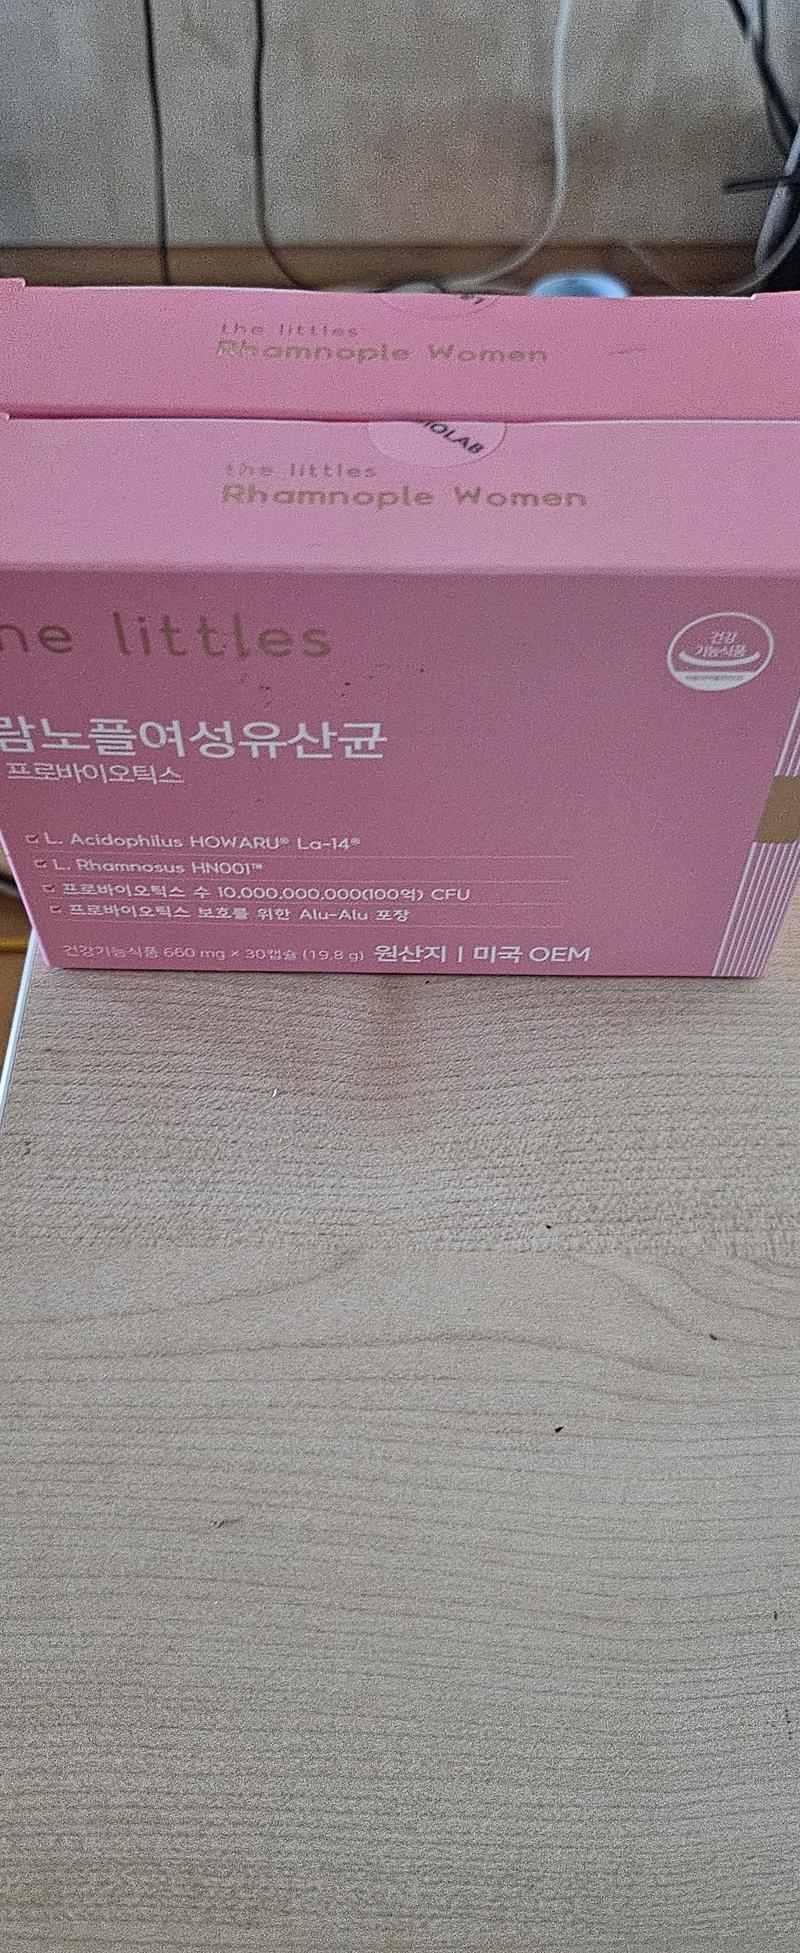 the littles
Rhamnople Women
OLAB
the littles
Rhamnople Women
he littles
건강
기능식품
람노플여성유산균
프로바이오틱스
L. Acidophilus HOWARU® La-14®
L. Rhamnosus HN001™
프로바이오틱스 수 10,000,000,000(100억) CFU
프로바이오틱스 보호를 위한 Alu-Alu 포장
건강기능식품 660 mg × 30캡슐 (19.8 g) 원산지 | 미국 OEM